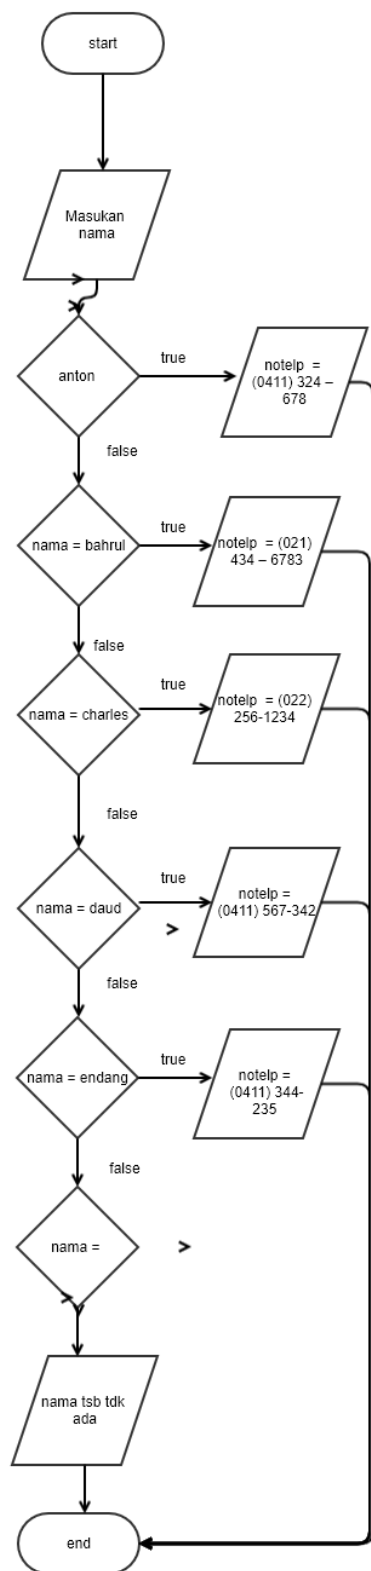 start
Masukan
nama
anton
true
notelp =
(0411) 324 –
678
false
nama = bahrul
true
notelp = (021)
434 – 6783
false
nama = charles
true
notelp = (022)
256-1234
false
nama = daud
true
notelp =
(0411) 567-342
false
nama = endang
true
notelp =
(0411) 344-
235
false
nama =
nama tsb tdk
ada
end